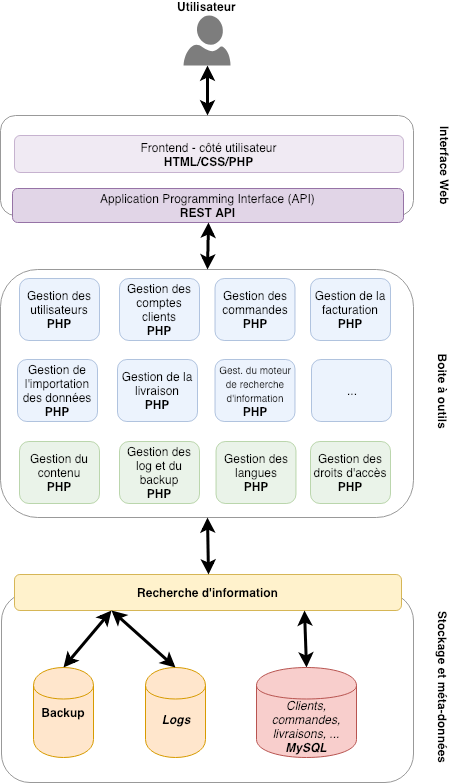 Utilisateur
Frontend - côté utilisateur
HTML/CSS/PHP
Application Programming Interface (API)
REST API
Interface Web
Gestion des
utilisateurs
PHP
Gestion des
comptes
clients
PHP
Gestion des
commandes
PHP
Gestion de la
facturation
PHP
Gestion de
l'importation
des données
PHP
Gestion de la
livraison
PHP
Gest. du moteur
de recherche
d'information
PHP
...
Gestion du
contenu
PHP
Gestion des
log et du
backup
PHP
Gestion des
langues
PHP
Gestion des
droits d'accès
PHP
Boite à outils
Recherche d'information
Backup
Logs
Clients,
commandes,
livraisons, ...
MySQL
Stockage et méta-données